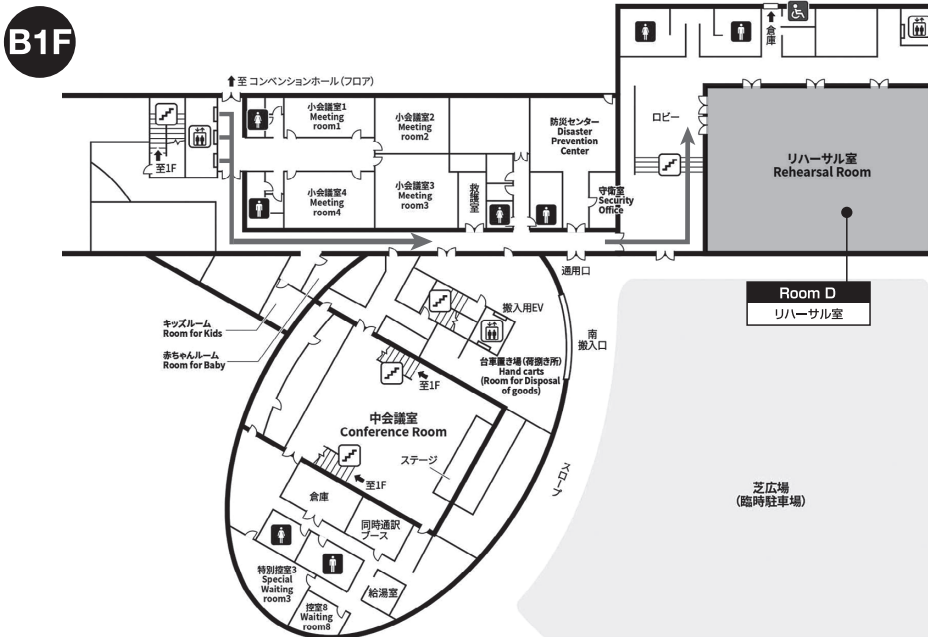 B1F
至 コンベンションホール(フロア)
倉庫
小会議室1
Meeting
room1
小会議室2
Meeting
room2
防災センター
Disaster
Prevention
Center
ロビー
リハーサル室
Rehearsal Room
至1F
小会議室4
Meeting
room4
小会議室3
Meeting
room3
救護室
守衛室
Security
Office
通用口
Room D
リハーサル室
キッズルーム
Room for Kids
赤ちゃんルーム
Room for Baby
搬入用EV
南
搬入口
台車置き場(荷捌き所)
Hand carts
(Room for Disposal
of goods)
至1F
中会議室
Conference Room
ステージ
至1F
スロープ
芝広場
(臨時駐車場)
倉庫
同時通訳
ブース
特別控室3
Special
Waiting
room3
控室8
Waiting
room8
給湯室